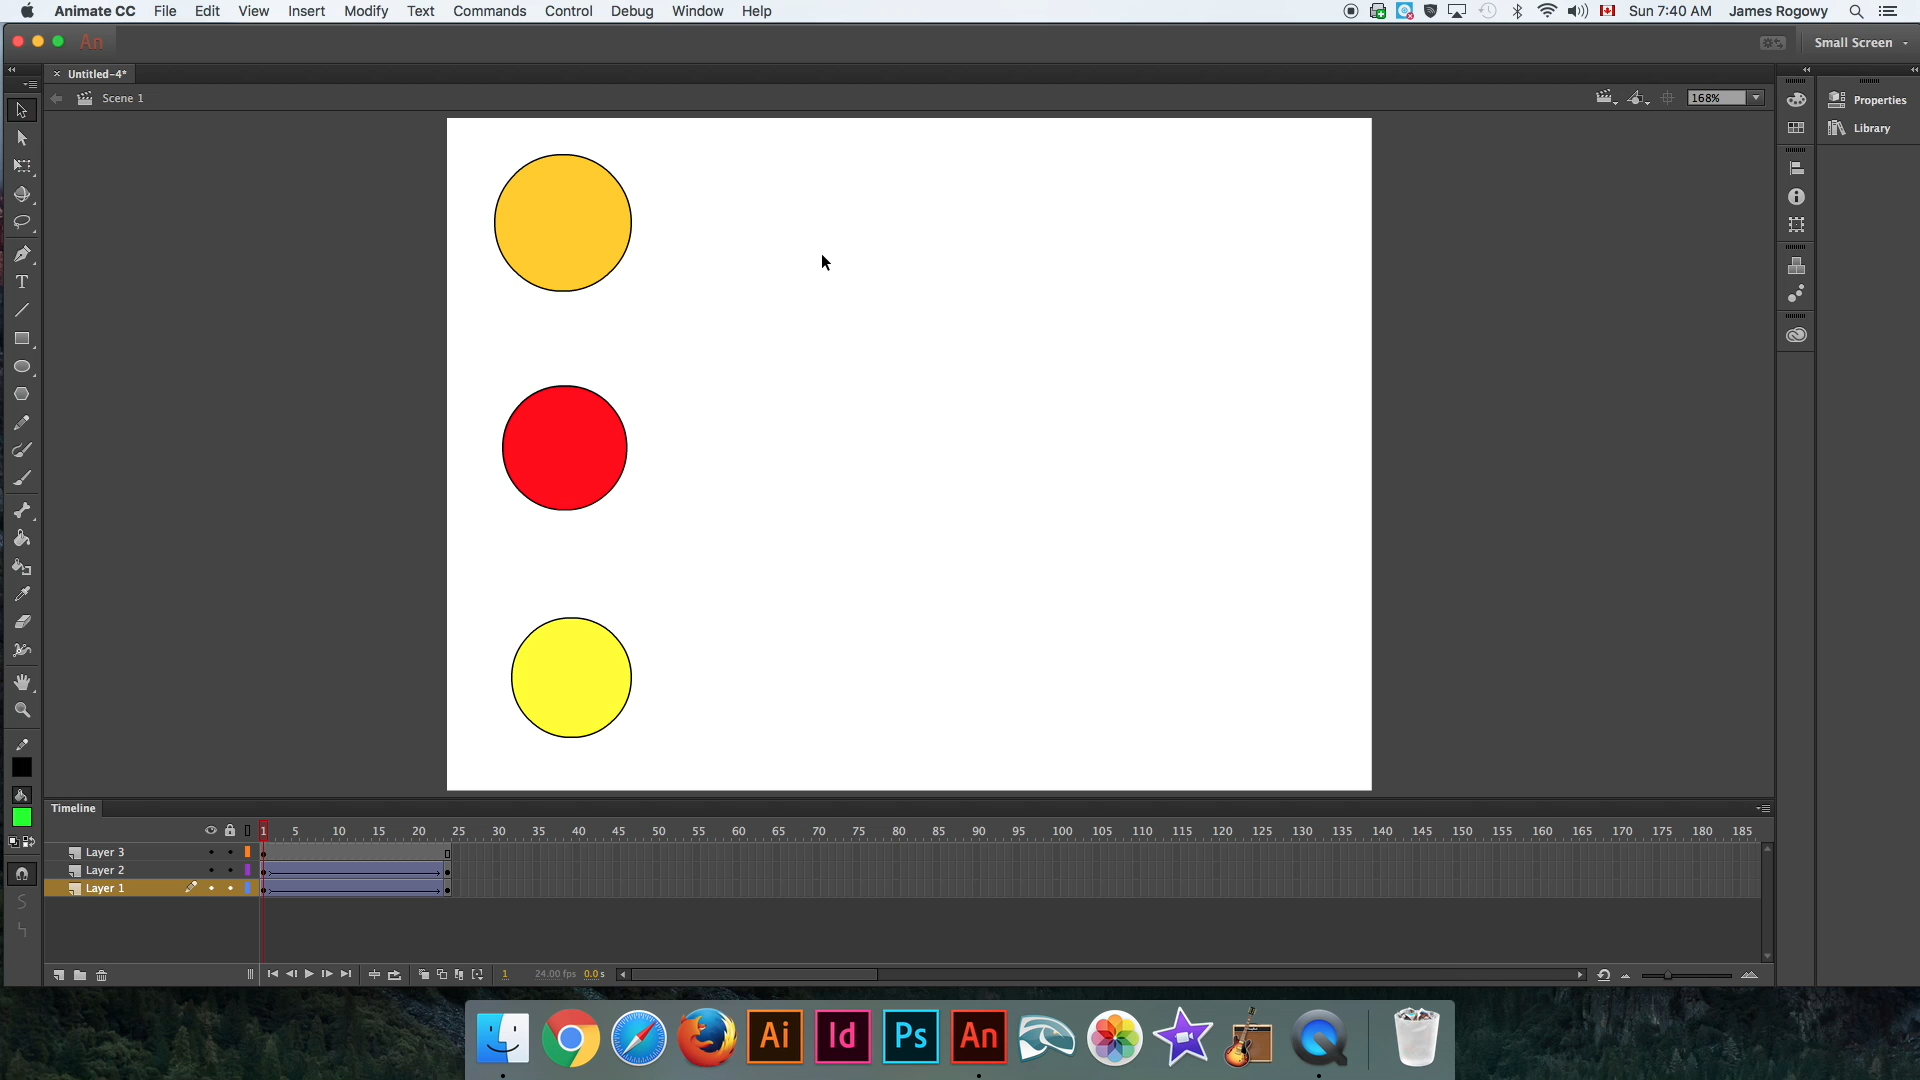 Animate CC File Edit View Insert Modify Text Commands Control Debug Window Help Sun 7:40 AM James Rogowy
An Small Screen
× Untitled-4*
Scene 1 168%
Properties
Library
T
Timeline
1 5 10 15 20 25 30 35 40 45 50 55 60 65 70 75 80 85 90 95 100 105 110 115 120 125 130 135 140 145 150 155 160 165 170 175 180 185
Layer 3
Layer 2
Layer 1
1 24.00 fps 0.0 s
Ai Id Ps An